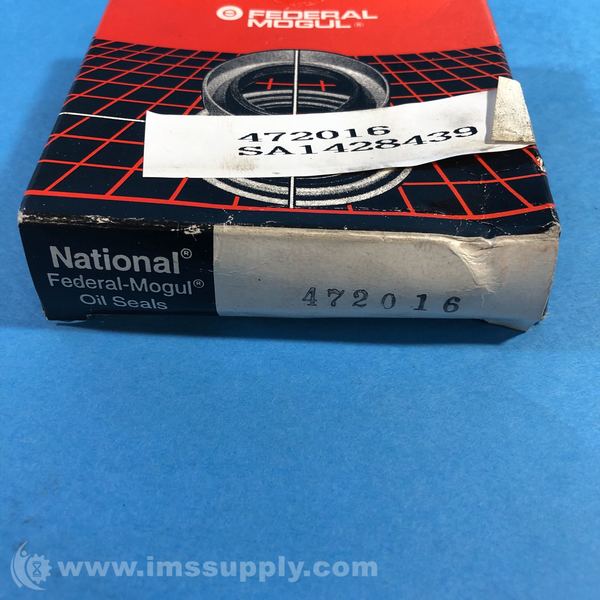 FEDERAL
MOGUL®
472016
SA1428439
National®
Federal-Mogul®
Oil Seals
472016
www.imssupply.com